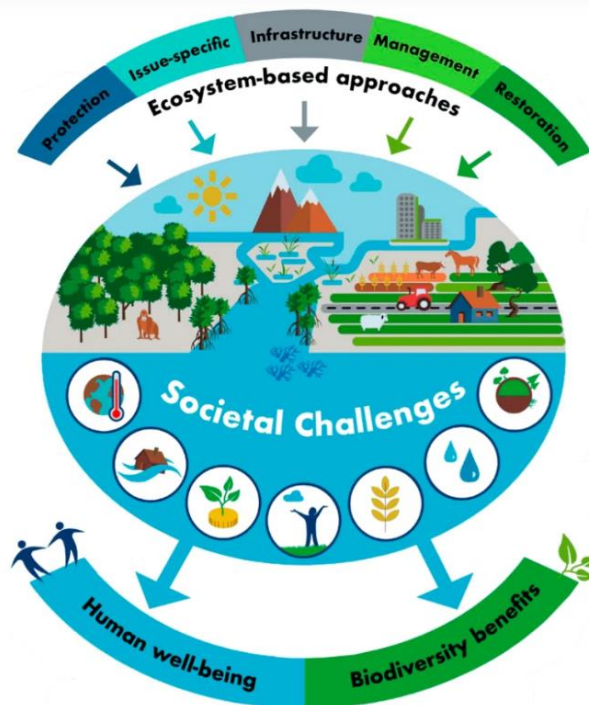 Protection
Issue-specific
Infrastructure
Management
Restoration
Ecosystem-based approaches
Societal Challenges
Human well-being
Biodiversity benefits